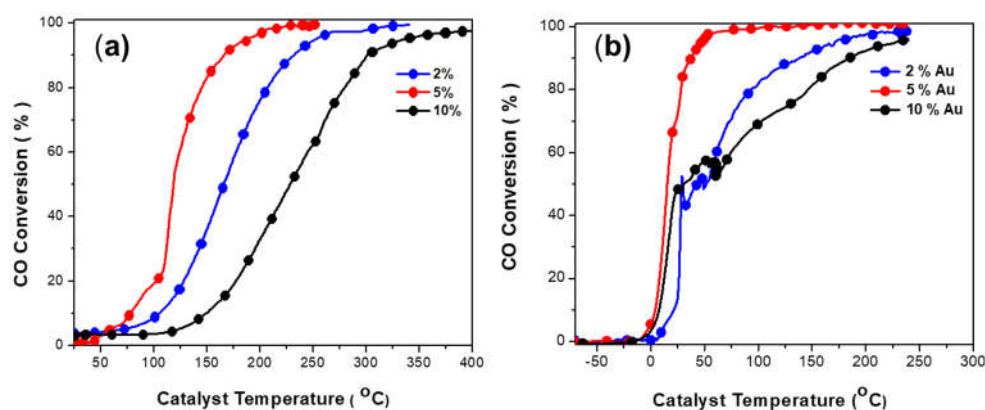 (a)
CO Conversion ( % )
100
80
60
40
20
0
2%
5%
10%
50 100 150 200 250 300 350 400
Catalyst Temperature ( ᴼC)
(b)
CO Conversion ( % )
100
80
60
40
20
0
2 % Au
5 % Au
10 % Au
-50 0 50 100 150 200 250 300
Catalyst Temperature (ᴼC)